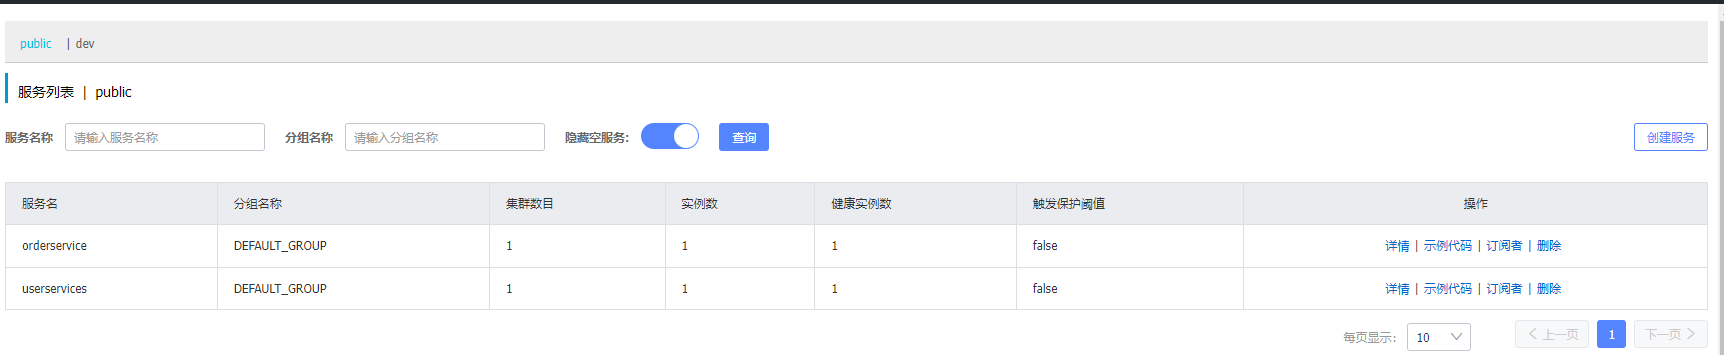 public | dev
服务列表 | public
服务名称 请输入服务名称 分组名称 请输入分组名称 隐藏空服务: 查询 创建服务
服务名 分组名称 集群数目 实例数 健康实例数 触发保护阈值 操作
orderservice DEFAULT_GROUP 1 1 1 false 详情 | 示例代码 | 订阅者 | 删除
userservices DEFAULT_GROUP 1 1 1 false 详情 | 示例代码 | 订阅者 | 删除
每页显示: 10 上一页 1 下一页